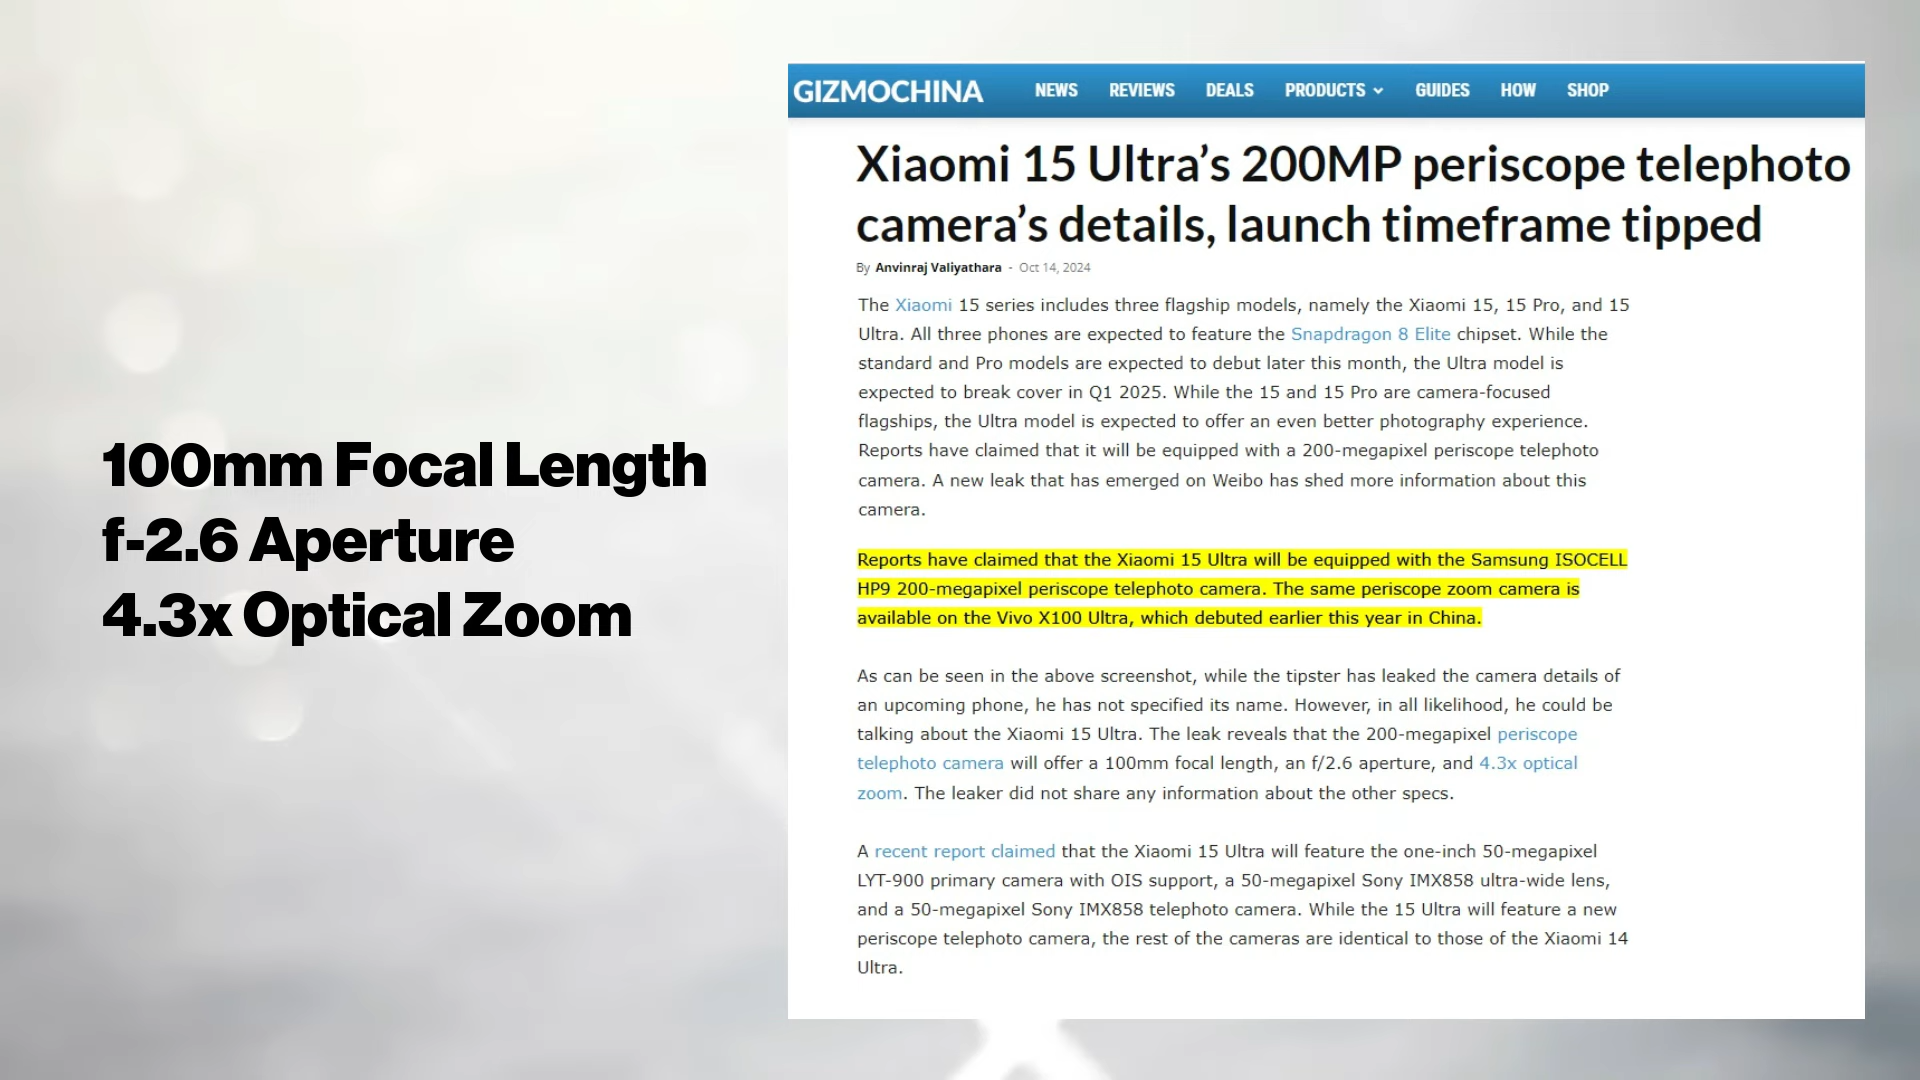 100mm Focal Length
f-2.6 Aperture
4.3x Optical Zoom
GIZMOCHINA NEWS REVIEWS DEALS PRODUCTS GUIDES HOW SHOP
Xiaomi 15 Ultra’s 200MP periscope telephoto
camera’s details, launch timeframe tipped
By Anvinraj Valiyathara - Oct 14, 2024
The Xiaomi 15 series includes three flagship models, namely the Xiaomi 15, 15 Pro, and 15
Ultra. All three phones are expected to feature the Snapdragon 8 Elite chipset. While the
standard and Pro models are expected to debut later this month, the Ultra model is
expected to break cover in Q1 2025. While the 15 and 15 Pro are camera-focused
flagships, the Ultra model is expected to offer an even better photography experience.
Reports have claimed that it will be equipped with a 200-megapixel periscope telephoto
camera. A new leak that has emerged on Weibo has shed more information about this
camera.
Reports have claimed that the Xiaomi 15 Ultra will be equipped with the Samsung ISOCELL
HP9 200-megapixel periscope telephoto camera. The same periscope zoom camera is
available on the Vivo X100 Ultra, which debuted earlier this year in China.
As can be seen in the above screenshot, while the tipster has leaked the camera details of
an upcoming phone, he has not specified its name. However, in all likelihood, he could be
talking about the Xiaomi 15 Ultra. The leak reveals that the 200-megapixel periscope
telephoto camera will offer a 100mm focal length, an f/2.6 aperture, and 4.3x optical
zoom. The leaker did not share any information about the other specs.
A recent report claimed that the Xiaomi 15 Ultra will feature the one-inch 50-megapixel
LYT-900 primary camera with OIS support, a 50-megapixel Sony IMX858 ultra-wide lens,
and a 50-megapixel Sony IMX858 telephoto camera. While the 15 Ultra will feature a new
periscope telephoto camera, the rest of the cameras are identical to those of the Xiaomi 14
Ultra.